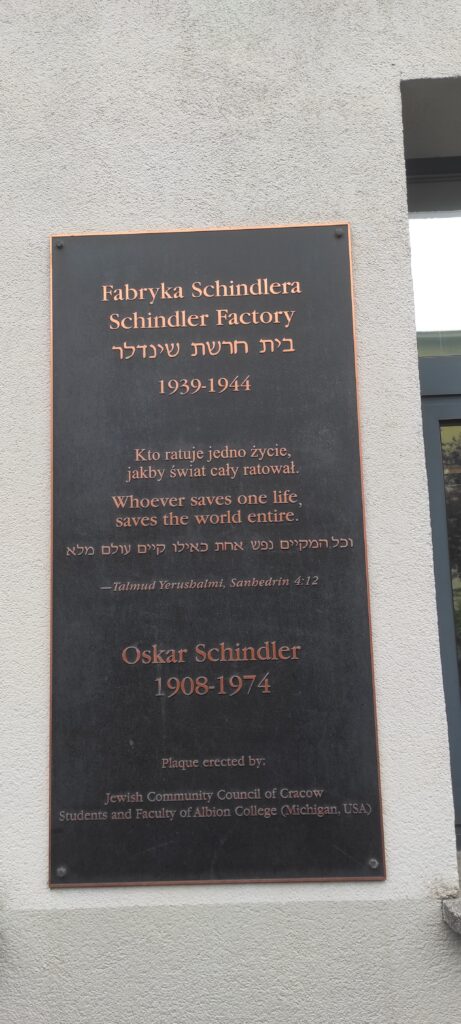 Fabryka Schindlera
Schindler Factory
בית חרשת שינדלר
1939-1944
Kto ratuje jedno życie,
jakby świat cały ratował.
Whoever saves one life,
saves the world entire.
וכל המקיים נפש אחת כאילו קיים עולם מלא
—Talmud Yerushalmi, Sanhedrin 4:12
Oskar Schindler
1908-1974
Plaque erected by:
Jewish Community Council of Cracow
Students and Faculty of Albion College (Michigan, USA)